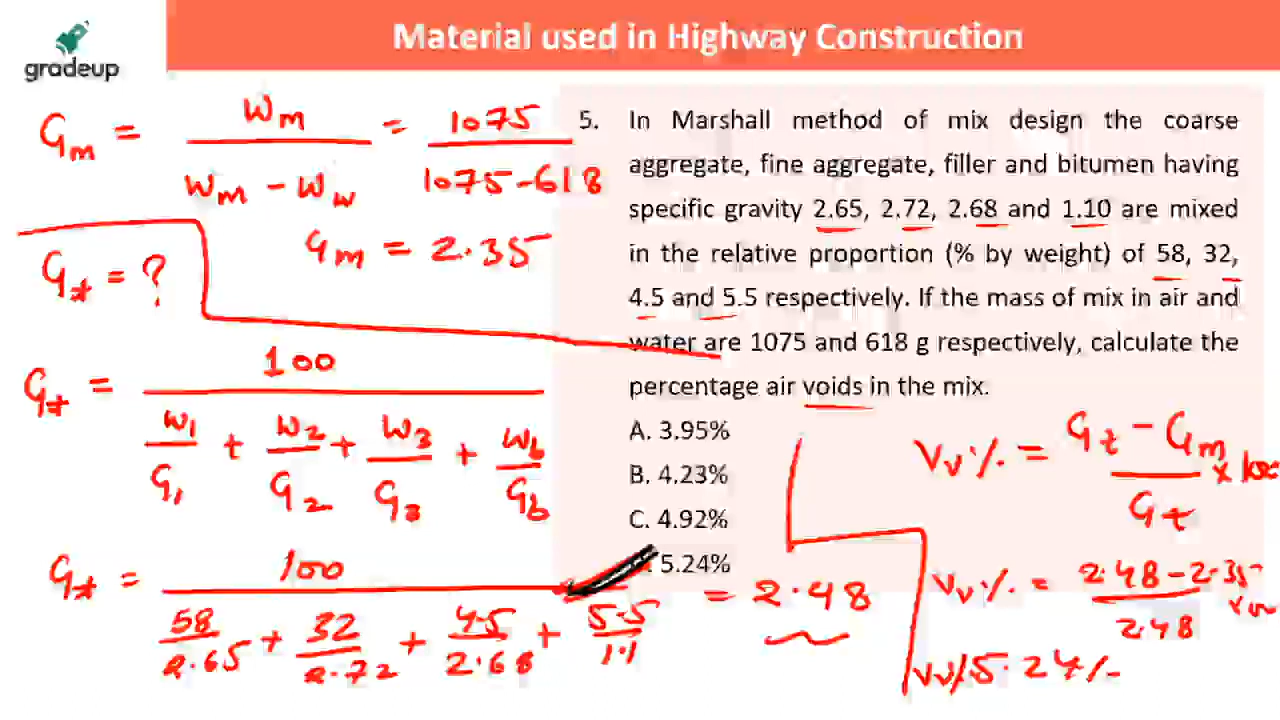 gradeup
Material used in Highway Construction
Gm = Wm / (Wm - Ww) = 1075 / (1075-618)
Gm = 2.35
Gt = ?
Gt = 100 / (W1/G1 + W2/G2 + W3/G3 + Wb/Gb)
Gt = 100 / (58/2.65 + 32/2.72 + 4.5/2.68 + 5.5/1.1) = 2.48
5. In Marshall method of mix design the coarse
aggregate, fine aggregate, filler and bitumen having
specific gravity 2.65, 2.72, 2.68 and 1.10 are mixed
in the relative proportion (% by weight) of 58, 32,
4.5 and 5.5 respectively. If the mass of mix in air and
water are 1075 and 618 g respectively, calculate the
percentage air voids in the mix.
A. 3.95%
B. 4.23%
C. 4.92%
5.24%
Vv% = (Gt - Gm) / Gt × 100
Vv% = (2.48-2.35) / 2.48 × 100
Vv% 5.24%